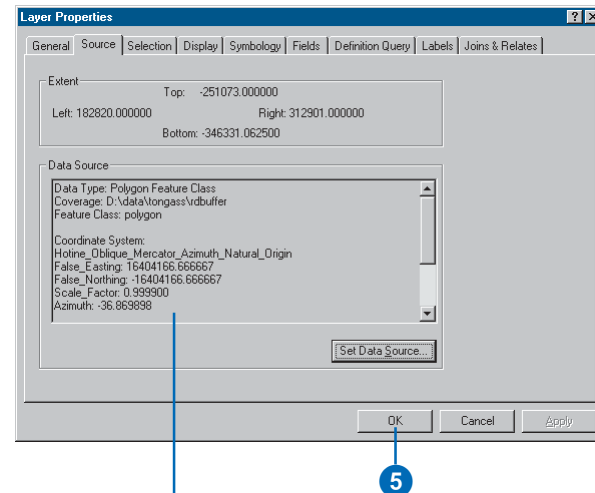 Layer Properties
General Source Selection Display Symbology Fields Definition Query Labels Joins & Relates
Extent
Top: -251073.000000
Left: 182820.000000 Right: 312901.000000
Bottom: -346331.062500
Data Source
Data Type: Polygon Feature Class
Coverage: D:\data\tongass\rdbuffer
Feature Class: polygon
Coordinate System:
Hotine_Oblique_Mercator_Azimuth_Natural_Origin
False_Easting: 16404166.666667
False_Northing: -16404166.666667
Scale_Factor: 0.999900
Azimuth: -36.869898
Set Data Source...
OK Cancel Apply
5